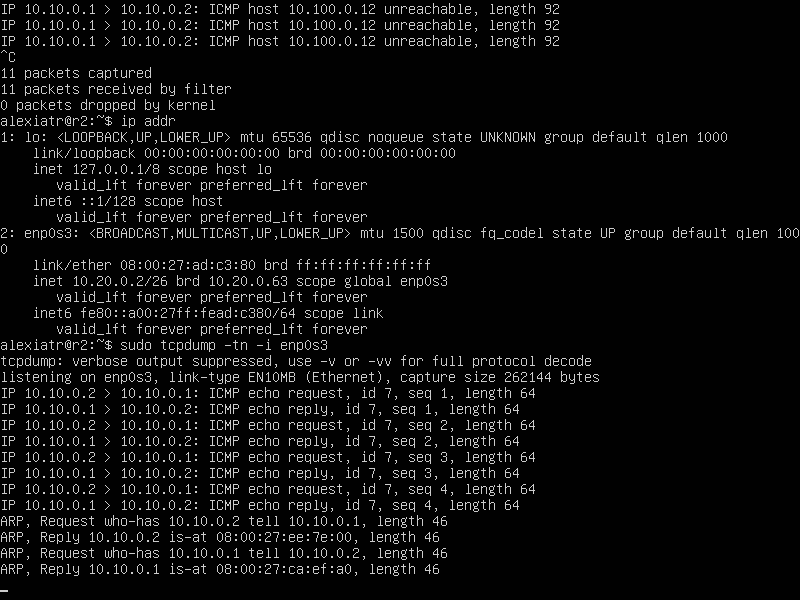 IP 10.10.0.1 > 10.10.0.2: ICMP host 10.100.0.12 unreachable, length 92
IP 10.10.0.1 > 10.10.0.2: ICMP host 10.100.0.12 unreachable, length 92
IP 10.10.0.1 > 10.10.0.2: ICMP host 10.100.0.12 unreachable, length 92
^C
11 packets captured
11 packets received by filter
0 packets dropped by kernel
alexiatr@r2:~$ ip addr
1: lo: <LOOPBACK,UP,LOWER_UP> mtu 65536 qdisc noqueue state UNKNOWN group default qlen 1000
    link/loopback 00:00:00:00:00:00 brd 00:00:00:00:00:00
    inet 127.0.0.1/8 scope host lo
       valid_lft forever preferred_lft forever
    inet6 ::1/128 scope host
       valid_lft forever preferred_lft forever
2: enp0s3: <BROADCAST,MULTICAST,UP,LOWER_UP> mtu 1500 qdisc fq_codel state UP group default qlen 100
0
    link/ether 08:00:27:ad:c3:80 brd ff:ff:ff:ff:ff:ff
    inet 10.20.0.2/26 brd 10.20.0.63 scope global enp0s3
       valid_lft forever preferred_lft forever
    inet6 fe80::a00:27ff:fead:c380/64 scope link
       valid_lft forever preferred_lft forever
alexiatr@r2:~$ sudo tcpdump -tn -i enp0s3
tcpdump: verbose output suppressed, use -v or -vv for full protocol decode
listening on enp0s3, link-type EN10MB (Ethernet), capture size 262144 bytes
IP 10.10.0.2 > 10.10.0.1: ICMP echo request, id 7, seq 1, length 64
IP 10.10.0.1 > 10.10.0.2: ICMP echo reply, id 7, seq 1, length 64
IP 10.10.0.2 > 10.10.0.1: ICMP echo request, id 7, seq 2, length 64
IP 10.10.0.1 > 10.10.0.2: ICMP echo reply, id 7, seq 2, length 64
IP 10.10.0.2 > 10.10.0.1: ICMP echo request, id 7, seq 3, length 64
IP 10.10.0.1 > 10.10.0.2: ICMP echo reply, id 7, seq 3, length 64
IP 10.10.0.2 > 10.10.0.1: ICMP echo request, id 7, seq 4, length 64
IP 10.10.0.1 > 10.10.0.2: ICMP echo reply, id 7, seq 4, length 64
ARP, Request who-has 10.10.0.2 tell 10.10.0.1, length 46
ARP, Reply 10.10.0.2 is-at 08:00:27:ee:7e:00, length 46
ARP, Request who-has 10.10.0.1 tell 10.10.0.2, length 46
ARP, Reply 10.10.0.1 is-at 08:00:27:ca:ef:a0, length 46